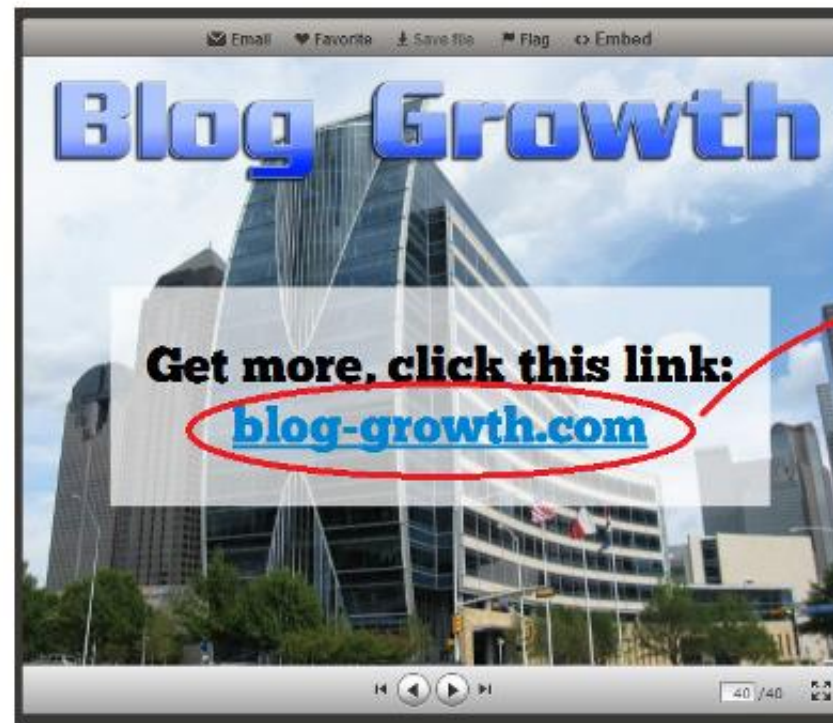 Email Favorite Save file Flag Embed
Blog Growth
Get more, click this link:
blog-growth.com
40 /40